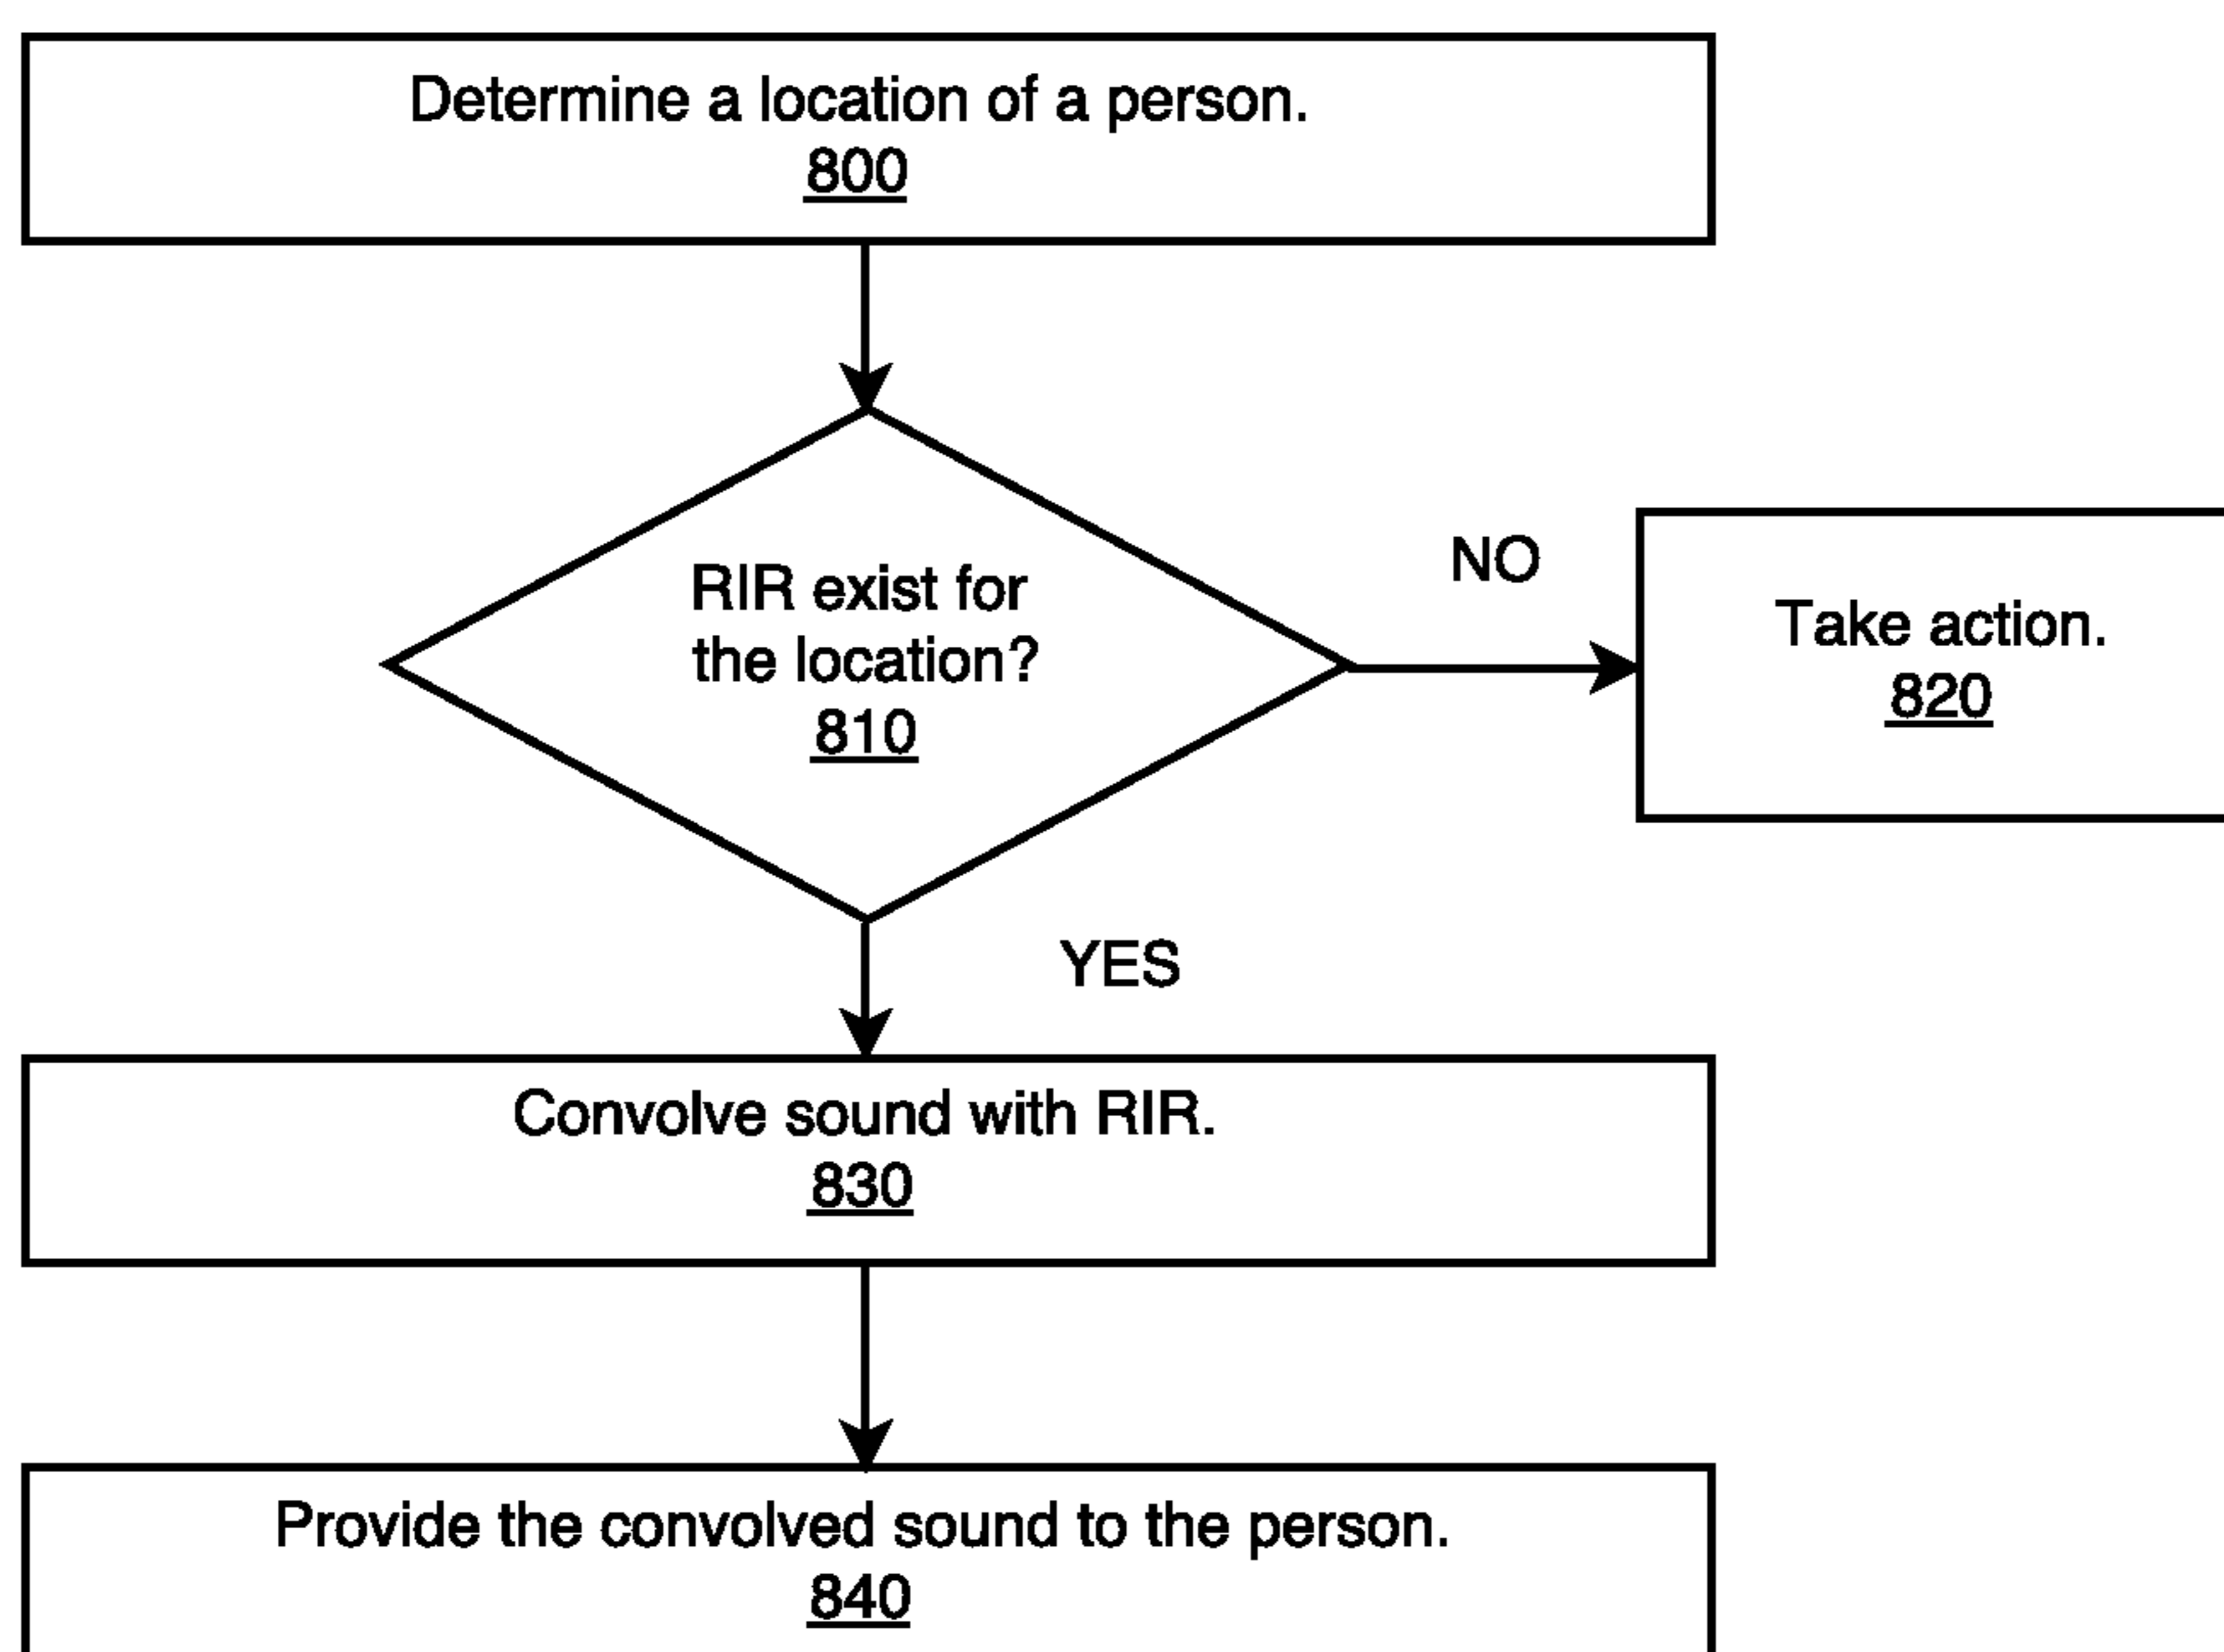 Determine a location of a person.
800
RIR exist for
the location?
810
NO
Take action.
820
YES
Convolve sound with RIR.
830
Provide the convolved sound to the person.
840